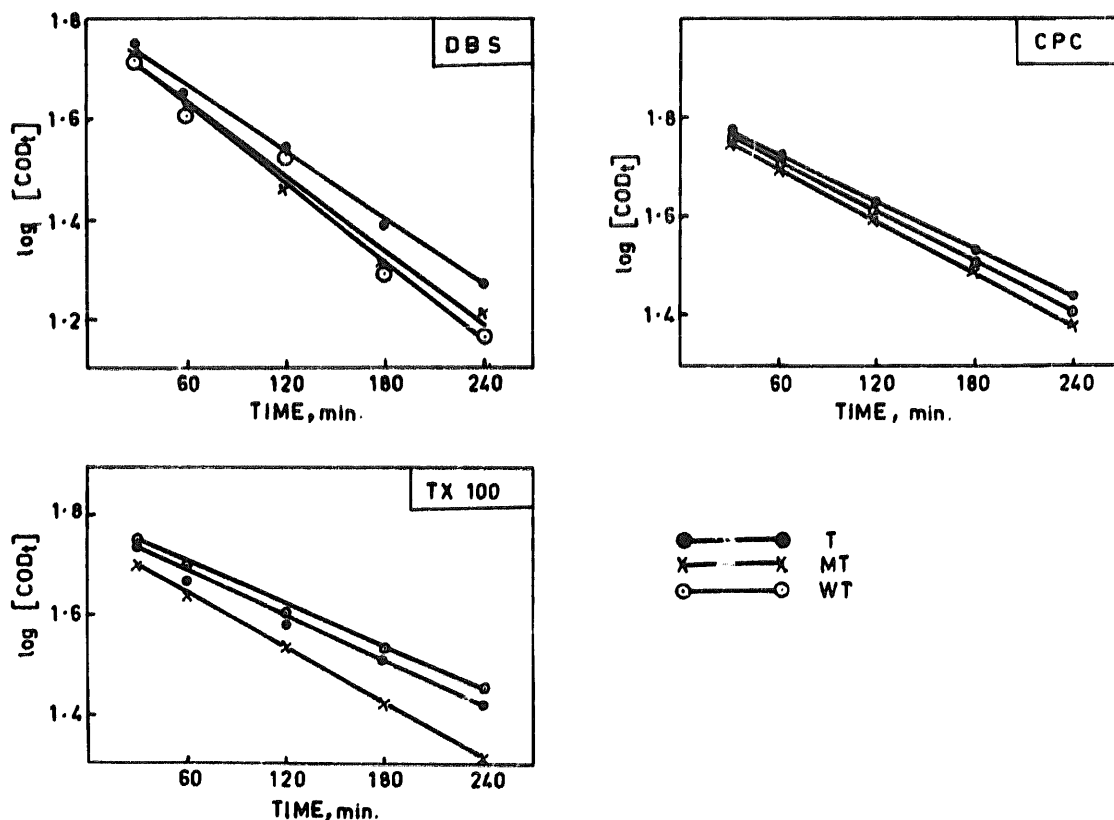 DBS
1.8
1.6
1.4
1.2
log [CODt]
60 120 180 240
TIME, min.
CPC
1.8
1.6
1.4
log [CODt]
60 120 180 240
TIME, min.
TX 100
1.8
1.6
1.4
log [CODt]
60 120 180 240
TIME, min.
T
MT
WT